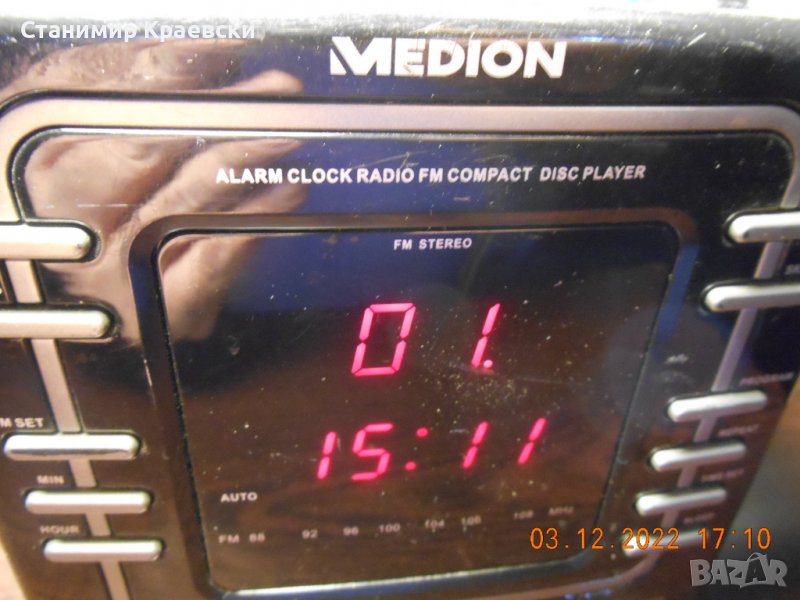 Станимир Краевски
MEDION
ALARM CLOCK RADIO FM COMPACT DISC PLAYER
FM STEREO
01.
15:11
M SET
MIN
HOUR
PROGRAM
REPEAT
AUTO
FM 88 92 96 100 104 106 108 MHz
03.12.2022 17:10
BAZAR